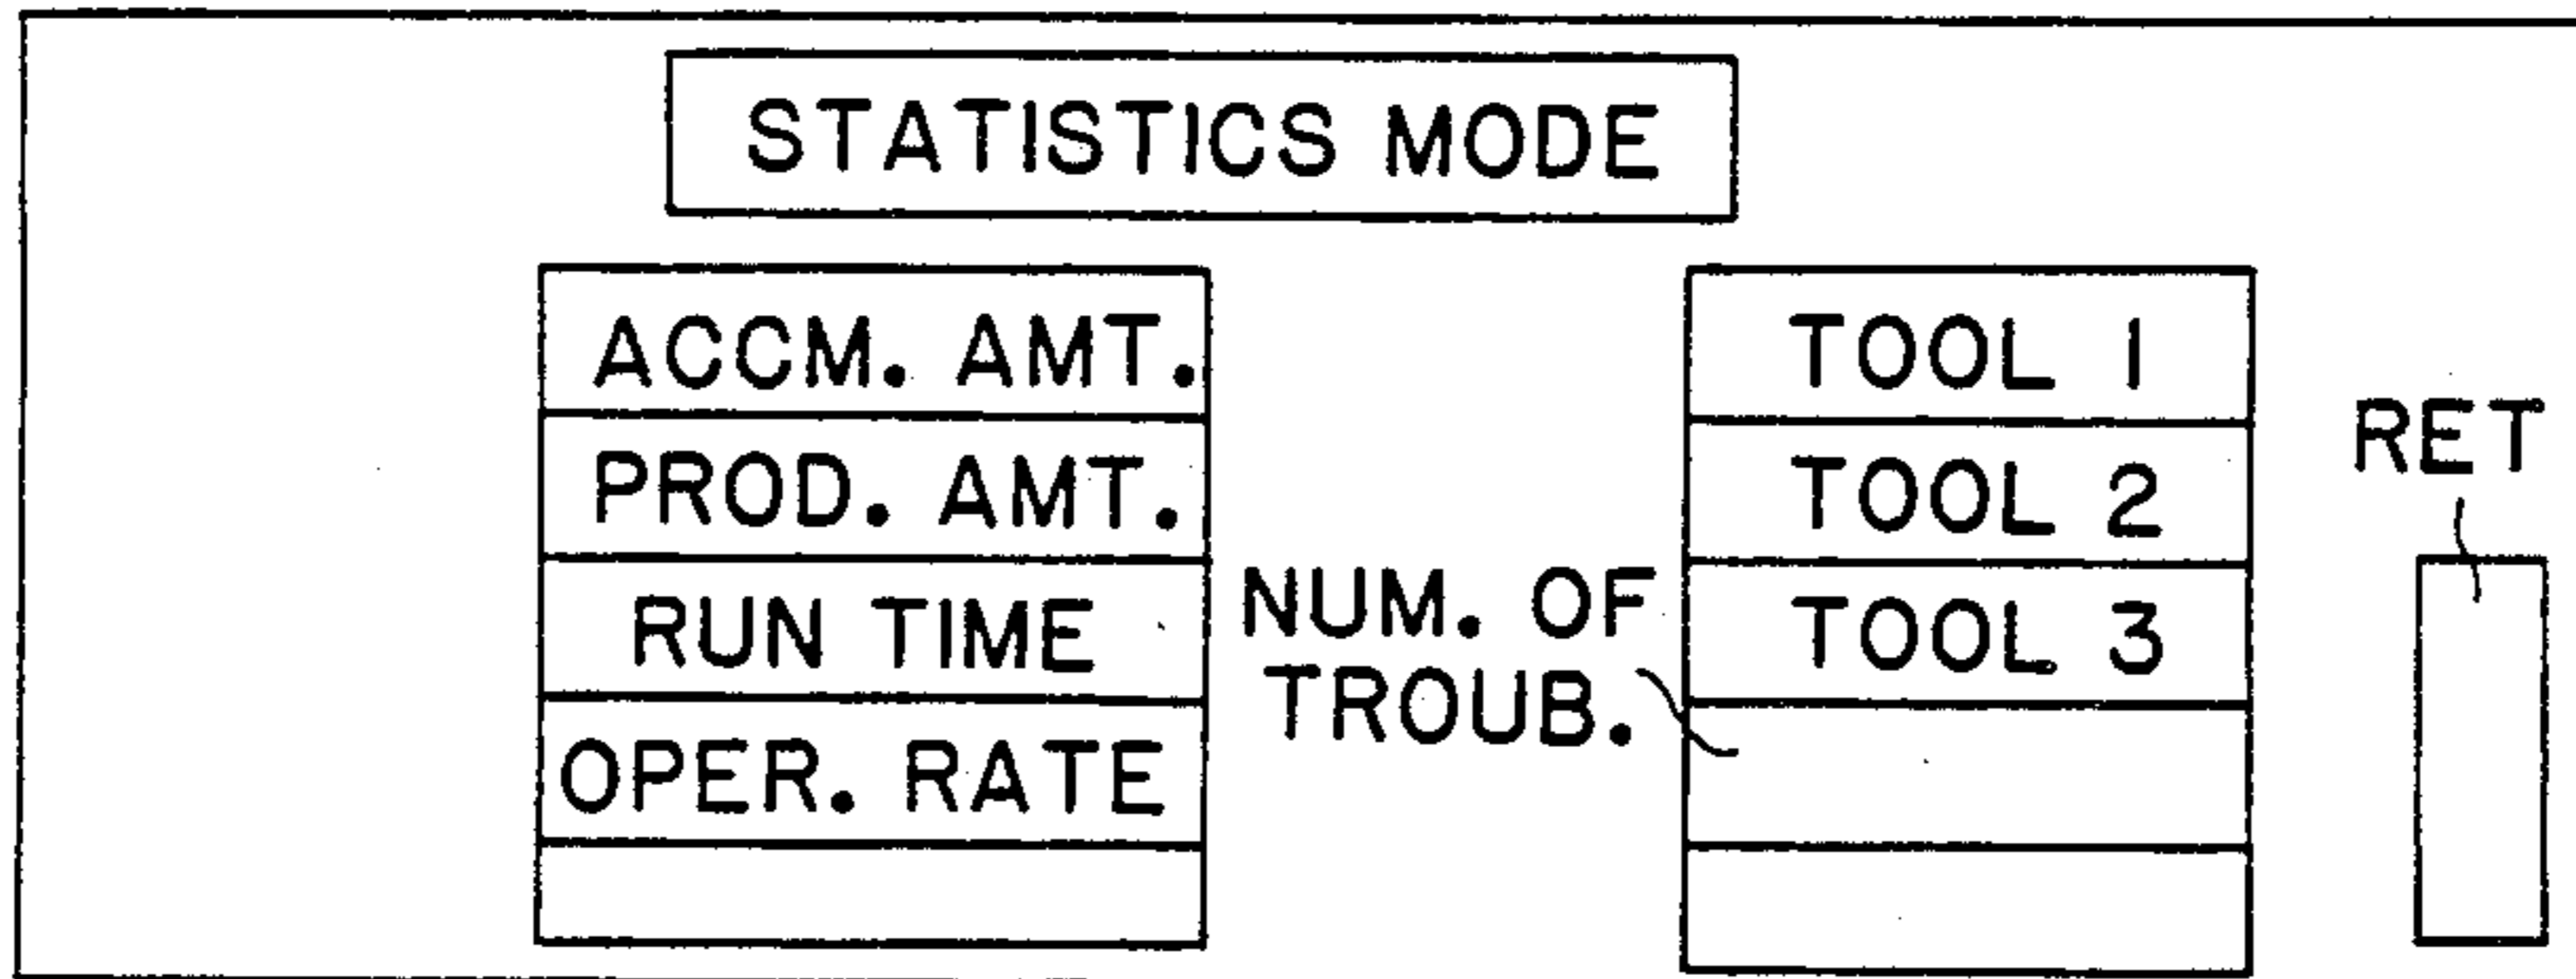 STATISTICS MODE
ACCM. AMT.
PROD. AMT.
RUN TIME
OPER. RATE
NUM. OF
TROUB.
TOOL 1
TOOL 2
TOOL 3
RET